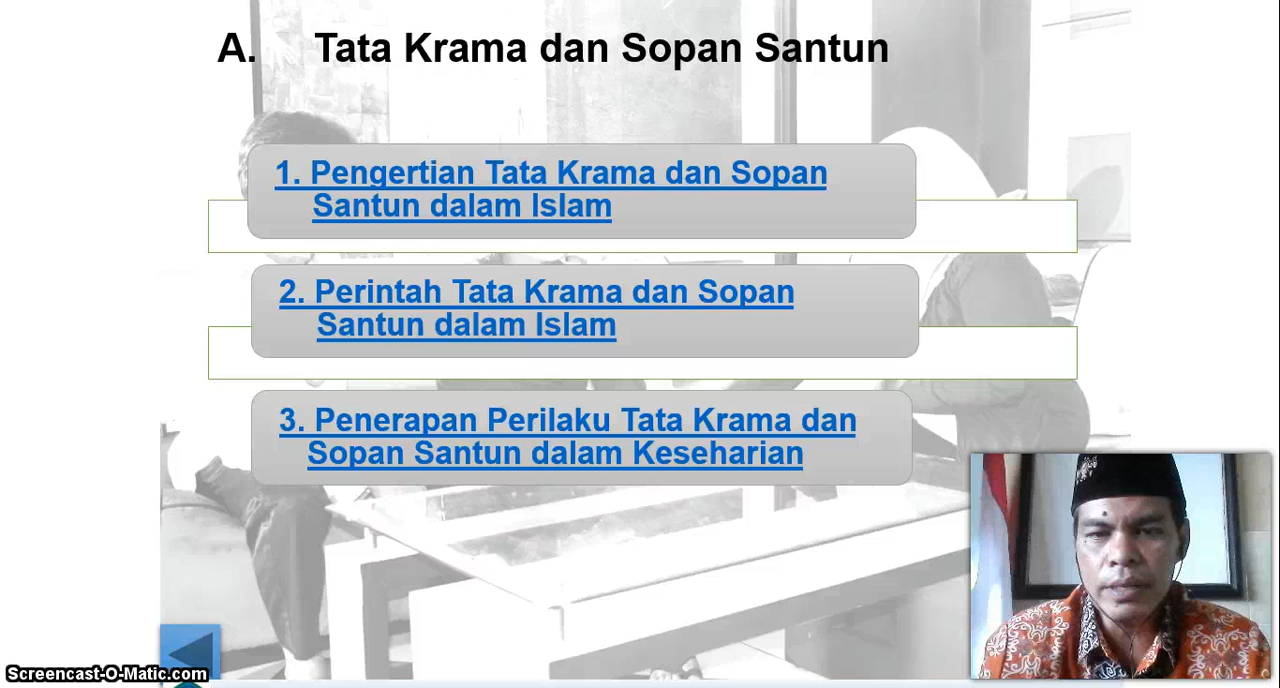 A. Tata Krama dan Sopan Santun
1. Pengertian Tata Krama dan Sopan
Santun dalam Islam
2. Perintah Tata Krama dan Sopan
Santun dalam Islam
3. Penerapan Perilaku Tata Krama dan
Sopan Santun dalam Keseharian
Screencast-O-Matic.com